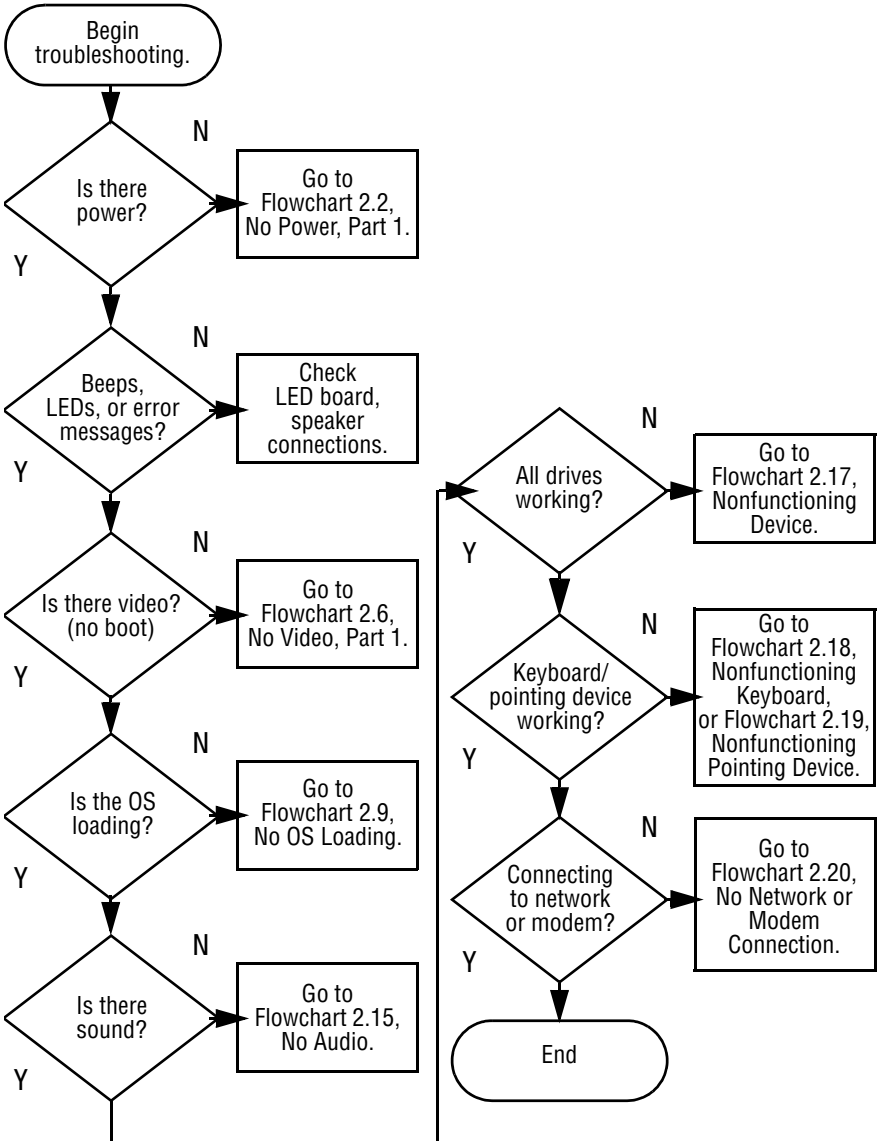 Begin
troubleshooting.
N
Is there
power?
Go to
Flowchart 2.2,
No Power, Part 1.
Y
N
Beeps,
LEDs, or error
messages?
Check
LED board,
speaker
connections.
Y
N
Is there video?
(no boot)
Go to
Flowchart 2.6,
No Video, Part 1.
Y
N
Is the OS
loading?
Go to
Flowchart 2.9,
No OS Loading.
Y
N
Is there
sound?
Go to
Flowchart 2.15,
No Audio.
Y
N
All drives
working?
Go to
Flowchart 2.17,
Nonfunctioning
Device.
Y
N
Keyboard/
pointing device
working?
Go to
Flowchart 2.18,
Nonfunctioning
Keyboard,
or Flowchart 2.19,
Nonfunctioning
Pointing Device.
Y
N
Connecting
to network
or modem?
Go to
Flowchart 2.20,
No Network or
Modem
Connection.
Y
End